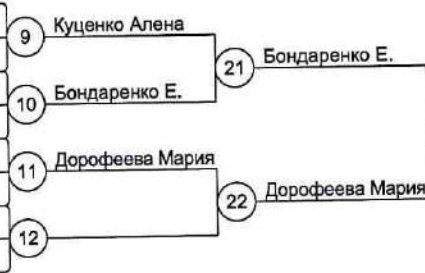 9
Куценко Алена
21
Бондаренко Е.
10
Бондаренко Е.
11
Дорофеева Мария
22
Дорофеева Мария
12